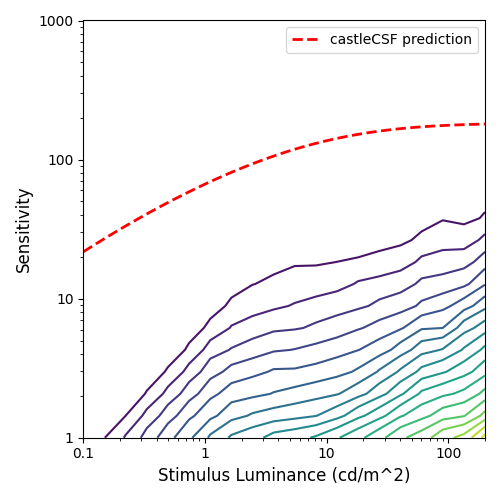 1000
castleCSF prediction
100
Sensitivity
10
1
0.1 1 10 100
Stimulus Luminance (cd/m^2)